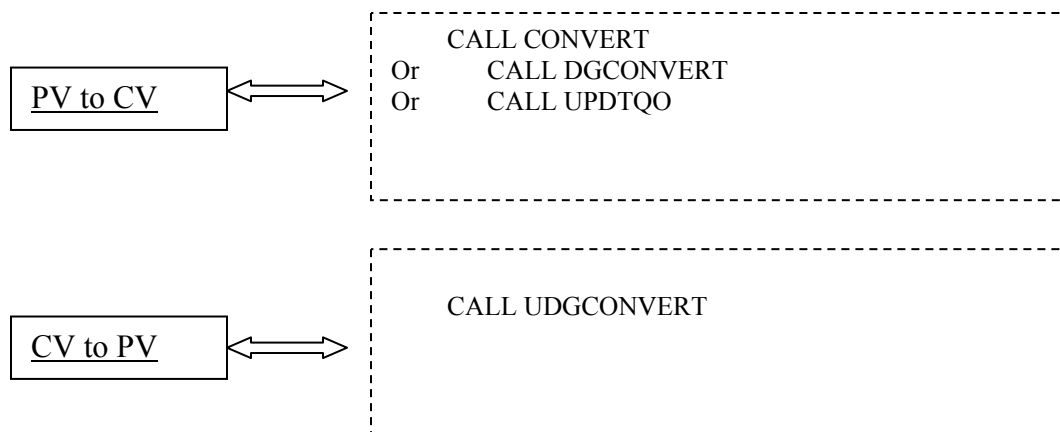 CALL CONVERT
Or CALL DGCONVERT
Or CALL UPDTQO
PV to CV
CALL UDGCONVERT
CV to PV